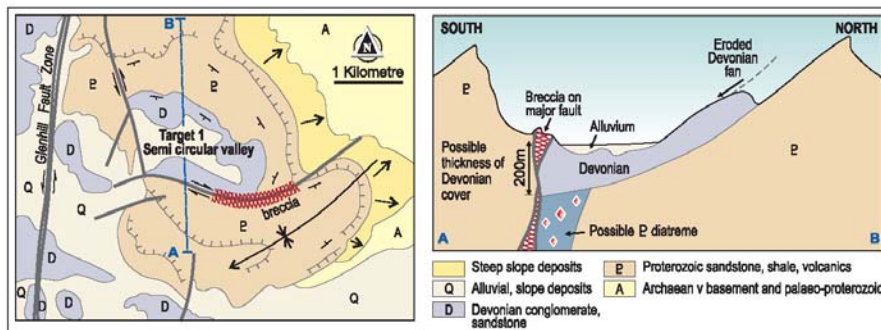 D
B
A
N
1 Kilometre
Glenhill Fault Zone
P
P
D
Target 1
Semi circular valley
D
D
Q
Q
breccia
P
A
A
D
D
D
Q
SOUTH
NORTH
Eroded
Devonian
fan
Breccia on
major fault
Alluvium
P
Possible
thickness of
Devonian
cover
200m
Devonian
P
Possible P diatreme
A
B
Steep slope deposits
Q Alluvial, slope deposits
D Devonian conglomerate,
sandstone
P Proterozoic sandstone, shale, volcanics
A Archaean v basement and palaeo-proterozoic